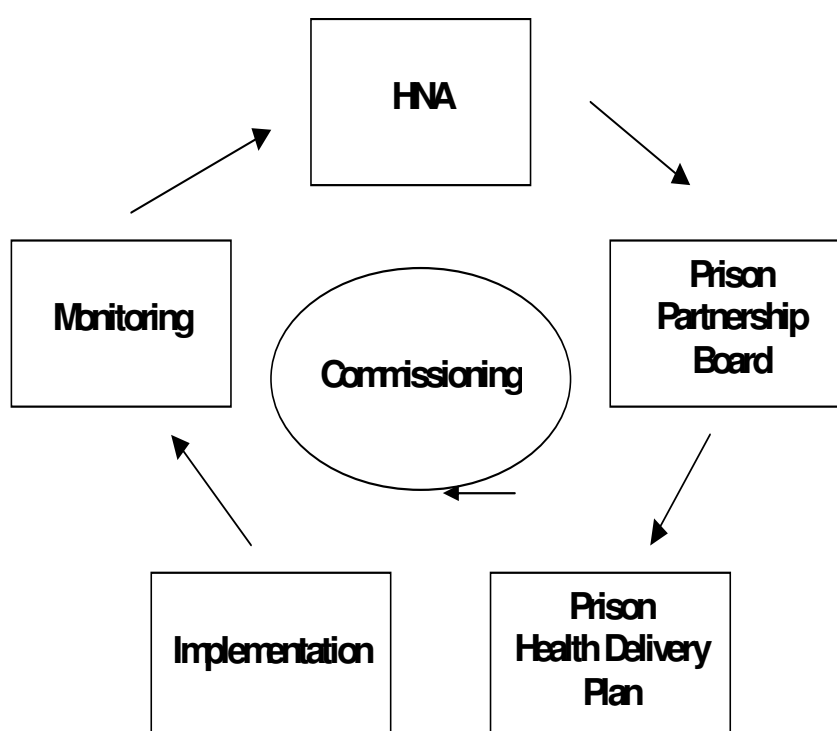 HNA
Prison
Partnership
Board
Monitoring
Commissioning
Implementation
Prison
Health Delivery
Plan